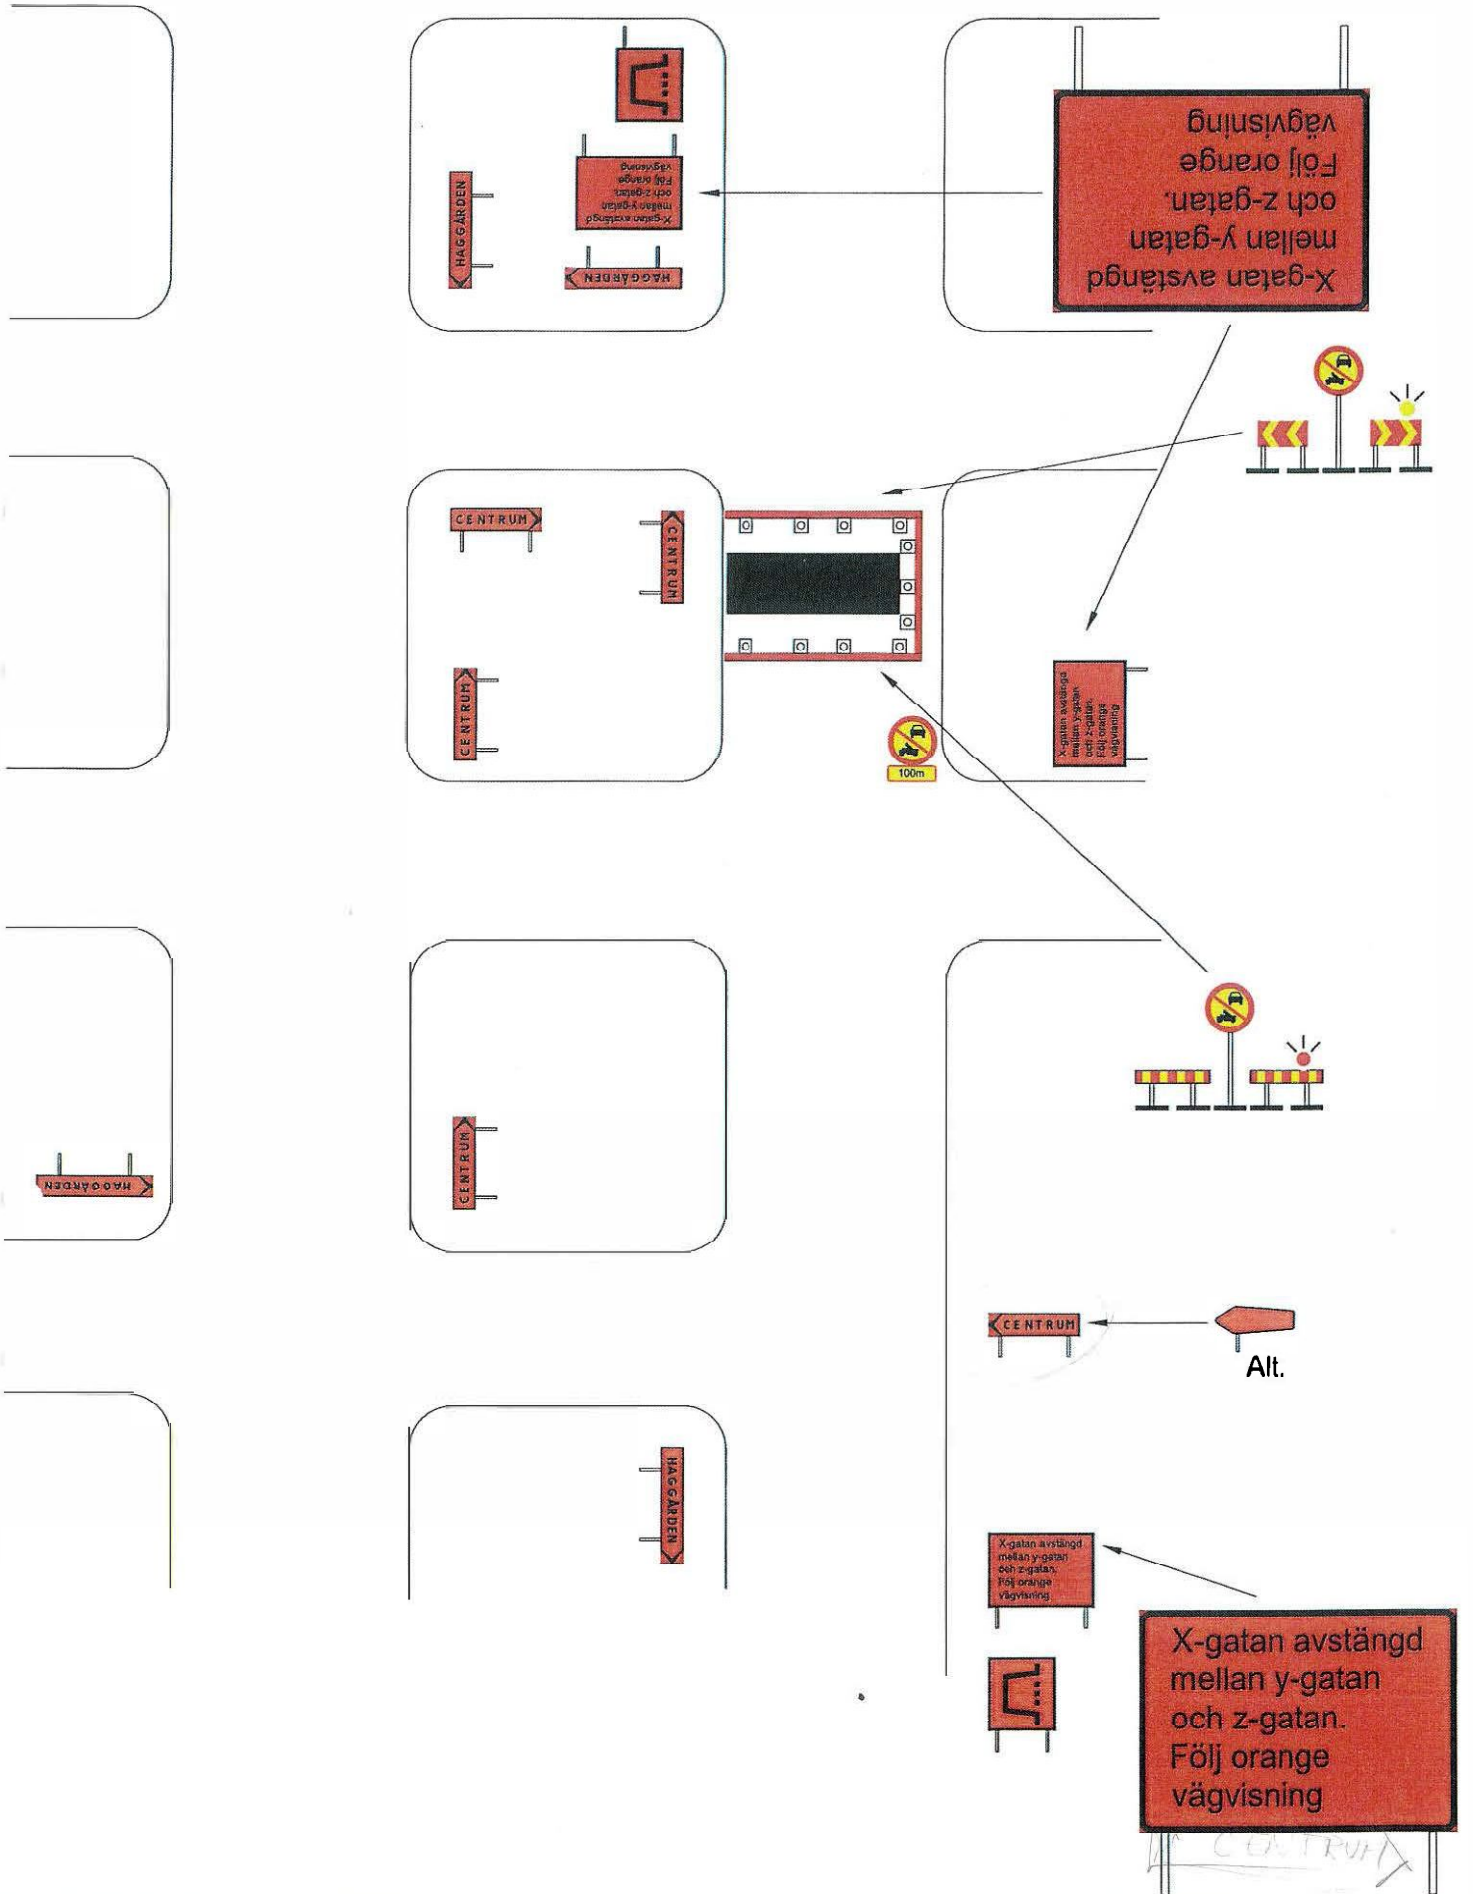 X-gatan avstängd
mellan y-gatan
och z-gatan.
Följ orange
vägvisning
X-gatan avstängd
mellan y-gatan
och z-gatan.
Följ orange
vägvisning
HAGGÅRDEN
HAGGÅRDEN
CENTRUM
CENTRUM
CENTRUM
X-gatan avstängd
mellan y-gatan
och z-gatan.
Följ orange
vägvisning
100m
CENTRUM
HAGGÅRDEN
CENTRUM
Alt.
HAGGÅRDEN
X-gatan avstängd
mellan y-gatan
och z-gatan.
Följ orange
vägvisning
X-gatan avstängd
mellan y-gatan
och z-gatan.
Följ orange
vägvisning
CENTRUM